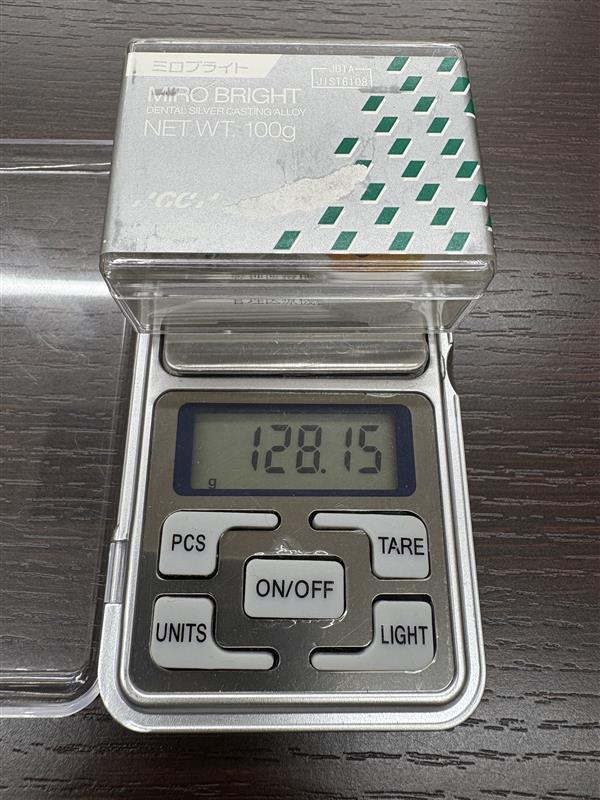 ミロブライト
JDTA
JIST6108
MIRO BRIGHT
DENTAL SILVER CASTING ALLOY
NET WT. 100g
GC
128.15
g
PCS
TARE
ON/OFF
UNITS
LIGHT